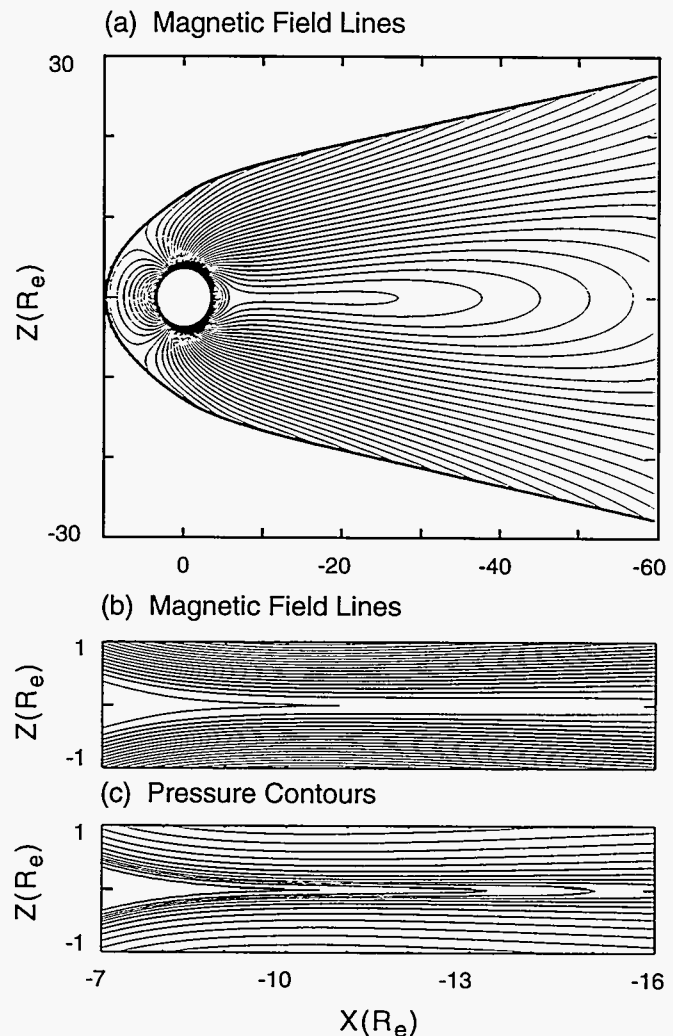 (a) Magnetic Field Lines
30
Z(Rₑ)
-30
0 -20 -40 -60
(b) Magnetic Field Lines
1
Z(Rₑ)
-1
(c) Pressure Contours
1
Z(Rₑ)
-1
-7 -10 -13 -16
X(Rₑ)